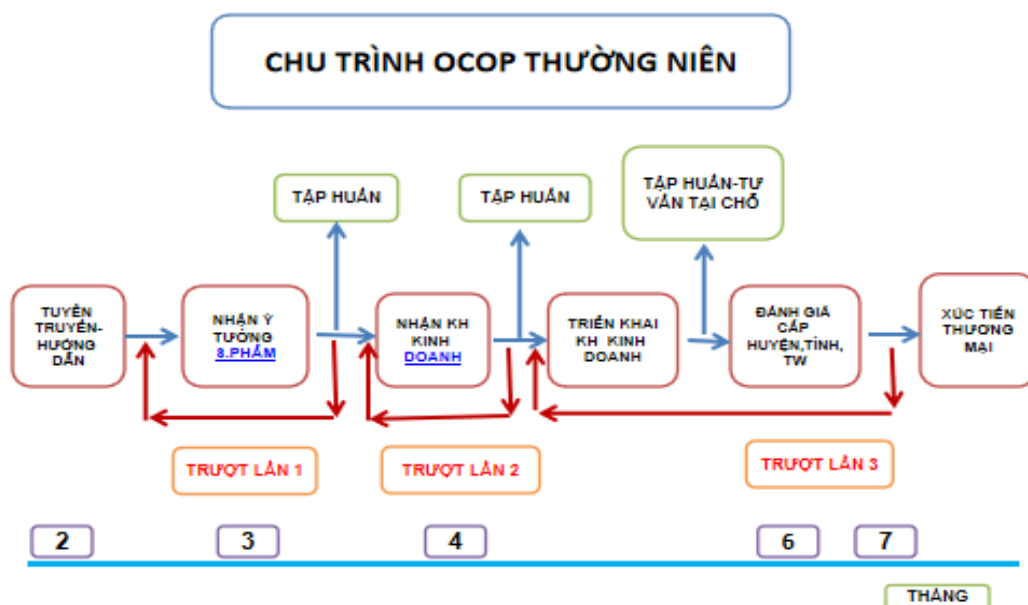 CHU TRÌNH OCOP THƯỜNG NIÊN
TẬP HUẤN
TẬP HUẤN
TẬP HUẤN-TƯ
VẤN TẠI CHỖ
TUYÊN
TRUYỀN-
HƯỚNG
DẪN
NHẬN Ý
TƯỞNG
S.PHẨM
NHẬN KH
KINH
DOANH
TRIỂN KHAI
KH KINH
DOANH
ĐÁNH GIÁ
CẤP
HUYỆN,TỈNH,
TW
XÚC TIẾN
THƯƠNG
MẠI
TRƯỢT LẦN 1
TRƯỢT LẦN 2
TRƯỢT LẦN 3
2
3
4
6
7
THÁNG